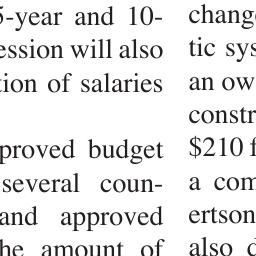 5-year and 10-
ession will also
tion of salaries
proved budget
several coun-
and approved
he amount of
change
tic sys
an ow
constr
$210 f
a com
ertson
also d